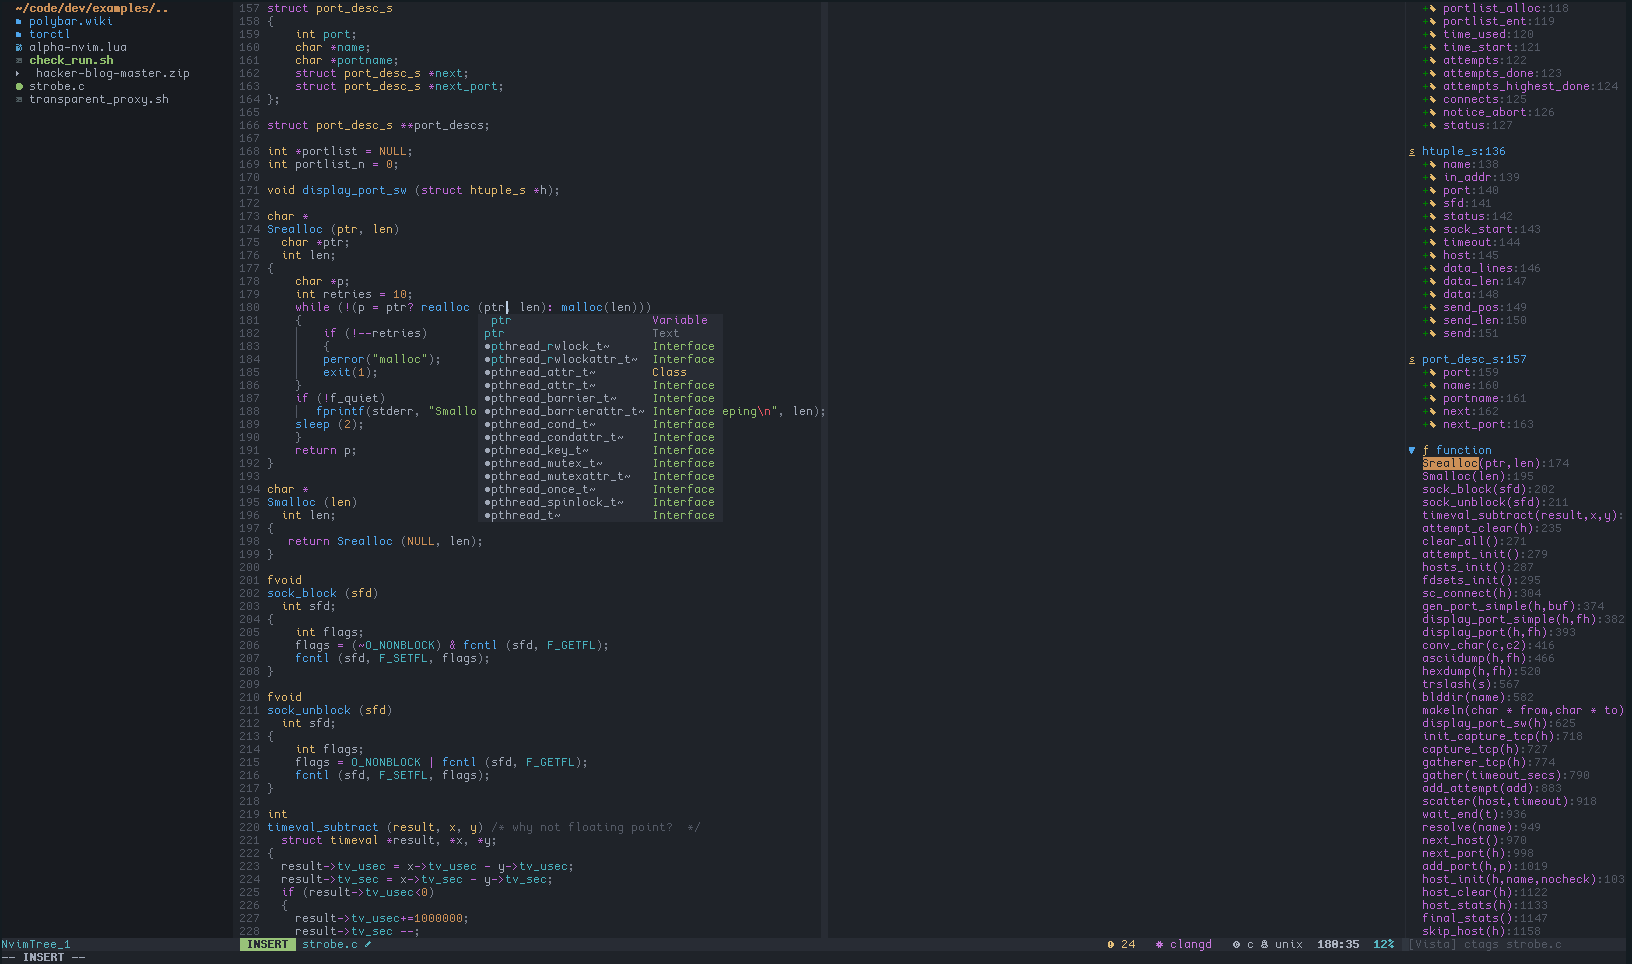 ~/code/dev/examples/..
polybar.wiki
torctl
alpha-nvim.lua
check_run.sh
hacker-blog-master.zip
strobe.c
transparent_proxy.sh
NvimTree_1
157 struct port_desc_s
158 {
159     int port;
160     char *name;
161     char *portname;
162     struct port_desc_s *next;
163     struct port_desc_s *next_port;
164 };
165
166 struct port_desc_s **port_descs;
167
168 int *portlist = NULL;
169 int portlist_n = 0;
170
171 void display_port_sw (struct htuple_s *h);
172
173 char *
174 Srealloc (ptr, len)
175   char *ptr;
176   int len;
177 {
178     char *p;
179     int retries = 10;
180     while (!(p = ptr? realloc (ptr, len): malloc(len)))
181     {
182         if (!--retries)
183         {
184         perror("malloc");
185         exit(1);
186     }
187     if (!f_quiet)
188        fprintf(stderr, "Smallo eping\n", len);
189     sleep (2);
190     }
191     return p;
192 }
193
194 char *
195 Smalloc (len)
196   int len;
197 {
198    return Srealloc (NULL, len);
199 }
200
201 fvoid
202 sock_block (sfd)
203   int sfd;
204 {
205     int flags;
206     flags = (~O_NONBLOCK) & fcntl (sfd, F_GETFL);
207     fcntl (sfd, F_SETFL, flags);
208 }
209
210 fvoid
211 sock_unblock (sfd)
212   int sfd;
213 {
214     int flags;
215     flags = O_NONBLOCK | fcntl (sfd, F_GETFL);
216     fcntl (sfd, F_SETFL, flags);
217 }
218
219 int
220 timeval_subtract (result, x, y) /* why not floating point?  */
221   struct timeval *result, *x, *y;
222 {
223   result->tv_usec = x->tv_usec - y->tv_usec;
224   result->tv_sec = x->tv_sec - y->tv_sec;
225   if (result->tv_usec<0)
226   {
227     result->tv_usec+=1000000;
228     result->tv_sec --;
ptr Variable
ptr Text
●pthread_rwlock_t~ Interface
●pthread_rwlockattr_t~ Interface
●pthread_attr_t~ Class
●pthread_attr_t~ Interface
●pthread_barrier_t~ Interface
●pthread_barrierattr_t~ Interface
●pthread_cond_t~ Interface
●pthread_condattr_t~ Interface
●pthread_key_t~ Interface
●pthread_mutex_t~ Interface
●pthread_mutexattr_t~ Interface
●pthread_once_t~ Interface
●pthread_spinlock_t~ Interface
●pthread_t~ Interface
+ portlist_alloc:118
+ portlist_ent:119
+ time_used:120
+ time_start:121
+ attempts:122
+ attempts_done:123
+ attempts_highest_done:124
+ connects:125
+ notice_abort:126
+ status:127
s htuple_s:136
+ name:138
+ in_addr:139
+ port:140
+ sfd:141
+ status:142
+ sock_start:143
+ timeout:144
+ host:145
+ data_lines:146
+ data_len:147
+ data:148
+ send_pos:149
+ send_len:150
+ send:151
s port_desc_s:157
+ port:159
+ name:160
+ portname:161
+ next:162
+ next_port:163
▼ ƒ function
Srealloc(ptr,len):174
Smalloc(len):195
sock_block(sfd):202
sock_unblock(sfd):211
timeval_subtract(result,x,y):
attempt_clear(h):235
clear_all():271
attempt_init():279
hosts_init():287
fdsets_init():295
sc_connect(h):304
gen_port_simple(h,buf):374
display_port_simple(h,fh):382
display_port(h,fh):393
conv_char(c,c2):416
asciidump(h,fh):466
hexdump(h,fh):520
trslash(s):567
blddir(name):582
makeln(char * from,char * to)
display_port_sw(h):625
init_capture_tcp(h):718
capture_tcp(h):727
gatherer_tcp(h):774
gather(timeout_secs):790
add_attempt(add):883
scatter(host,timeout):918
wait_end(t):936
resolve(name):949
next_host():970
next_port(h):998
add_port(h,p):1019
host_init(h,name,nocheck):103
host_clear(h):1122
host_stats(h):1133
final_stats():1147
skip_host(h):1158
INSERT strobe.c 24 clangd c unix 180:35 12% [Vista] ctags strobe.c
-- INSERT --